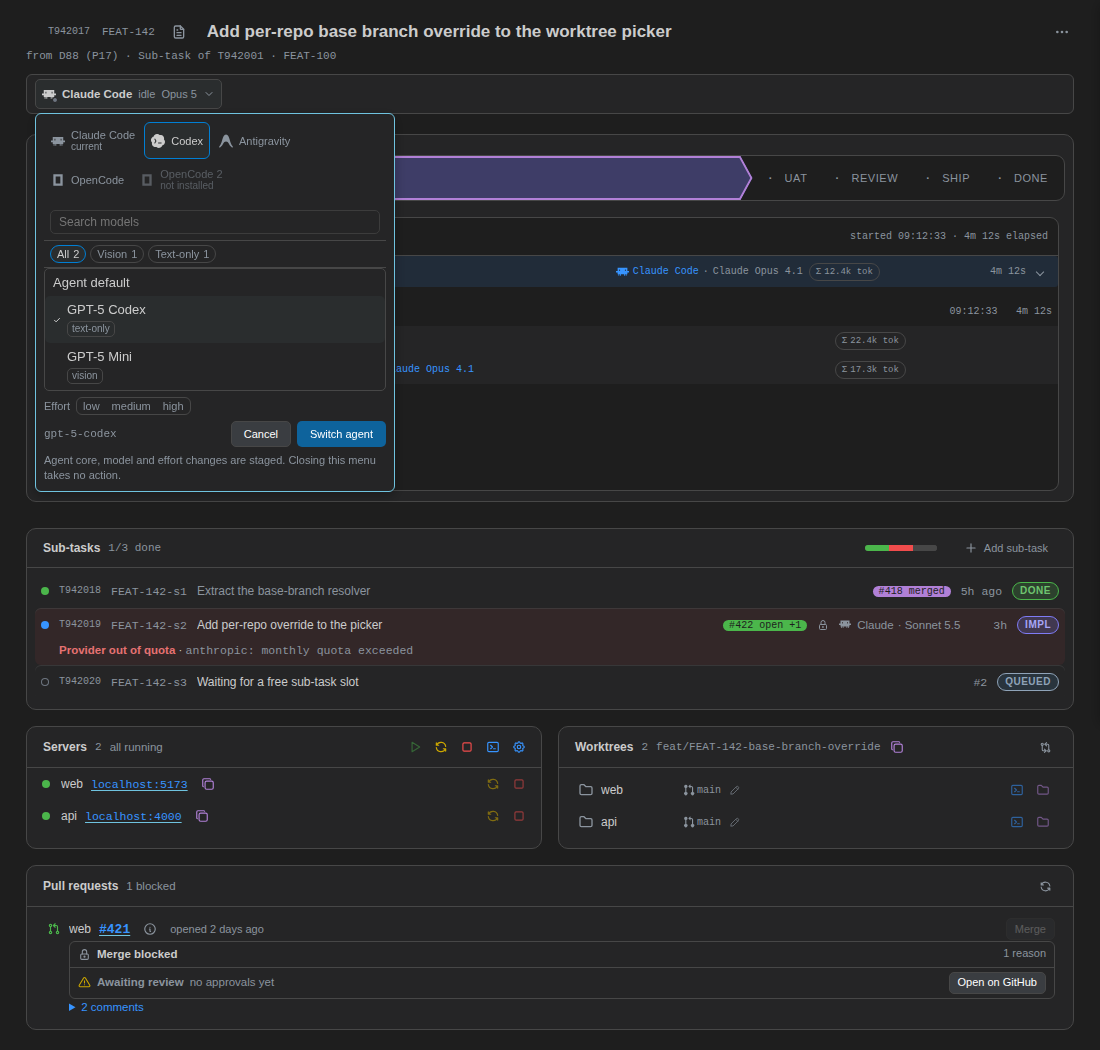 T942017 FEAT-142 Add per-repo base branch override to the worktree picker
from D88 (P17) · Sub-task of T942001 · FEAT-100
Claude Code idle Opus 5
Claude Code
current
Codex
Antigravity
OpenCode
OpenCode 2
not installed
Search models
All 2 Vision 1 Text-only 1
Agent default
GPT-5 Codex
text-only
GPT-5 Mini
vision
Effort low medium high
gpt-5-codex Cancel Switch agent
Agent core, model and effort changes are staged. Closing this menu
takes no action.
· UAT · REVIEW · SHIP · DONE
started 09:12:33 · 4m 12s elapsed
Claude Code · Claude Opus 4.1 Σ 12.4k tok 4m 12s
09:12:33 4m 12s
Σ 22.4k tok
aude Opus 4.1 Σ 17.3k tok
Sub-tasks 1/3 done Add sub-task
T942018 FEAT-142-s1 Extract the base-branch resolver #418 merged 5h ago DONE
T942019 FEAT-142-s2 Add per-repo override to the picker #422 open +1 Claude · Sonnet 5.5 3h IMPL
Provider out of quota · anthropic: monthly quota exceeded
T942020 FEAT-142-s3 Waiting for a free sub-task slot #2 QUEUED
Servers 2 all running
web localhost:5173
api localhost:4000
Worktrees 2 feat/FEAT-142-base-branch-override
web main
api main
Pull requests 1 blocked
web #421 opened 2 days ago Merge
Merge blocked 1 reason
Awaiting review no approvals yet Open on GitHub
2 comments